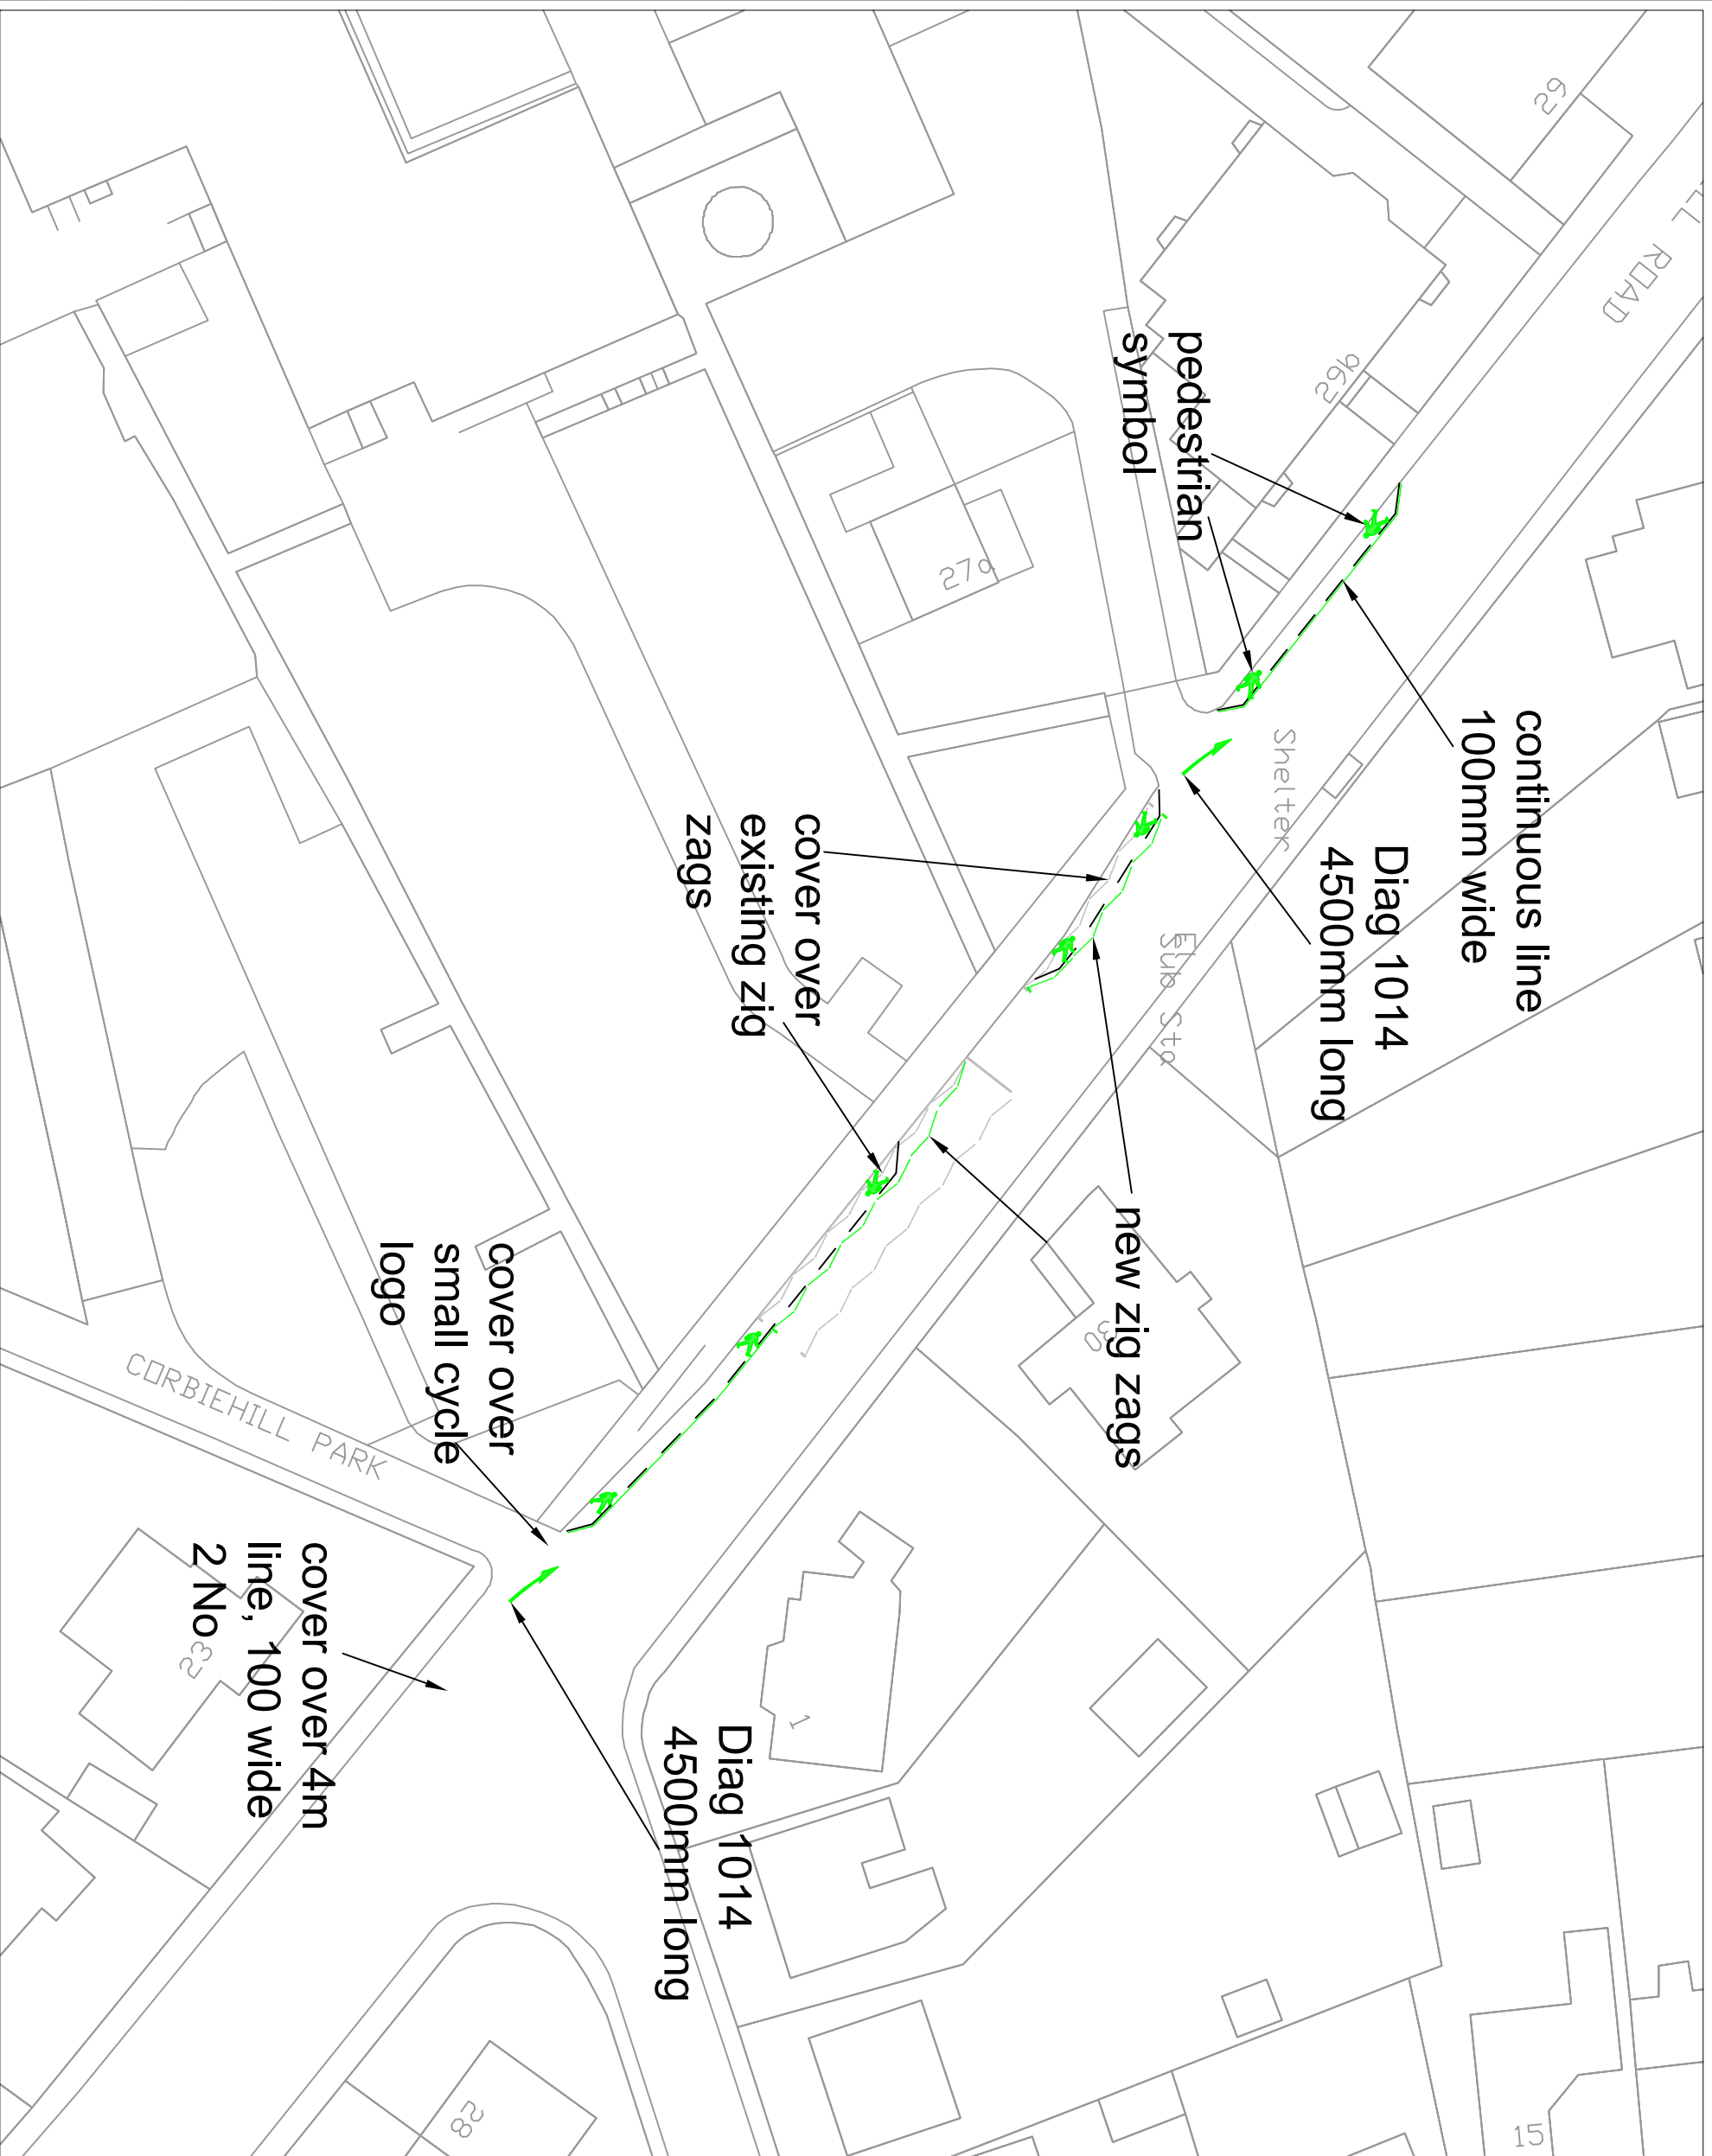 29
ROAD
29b
pedestrian
symbol
continuous line
100mm wide
27a
Shelter
Diag 1014
4500mm long
cover over
existing zig
zags
El
Sub Sta
new zig zags
30
cover over
small cycle
logo
CORBIEHILL PARK
cover over 4m
line, 100 wide
2 No
23
1
Diag 1014
4500mm long
28
15